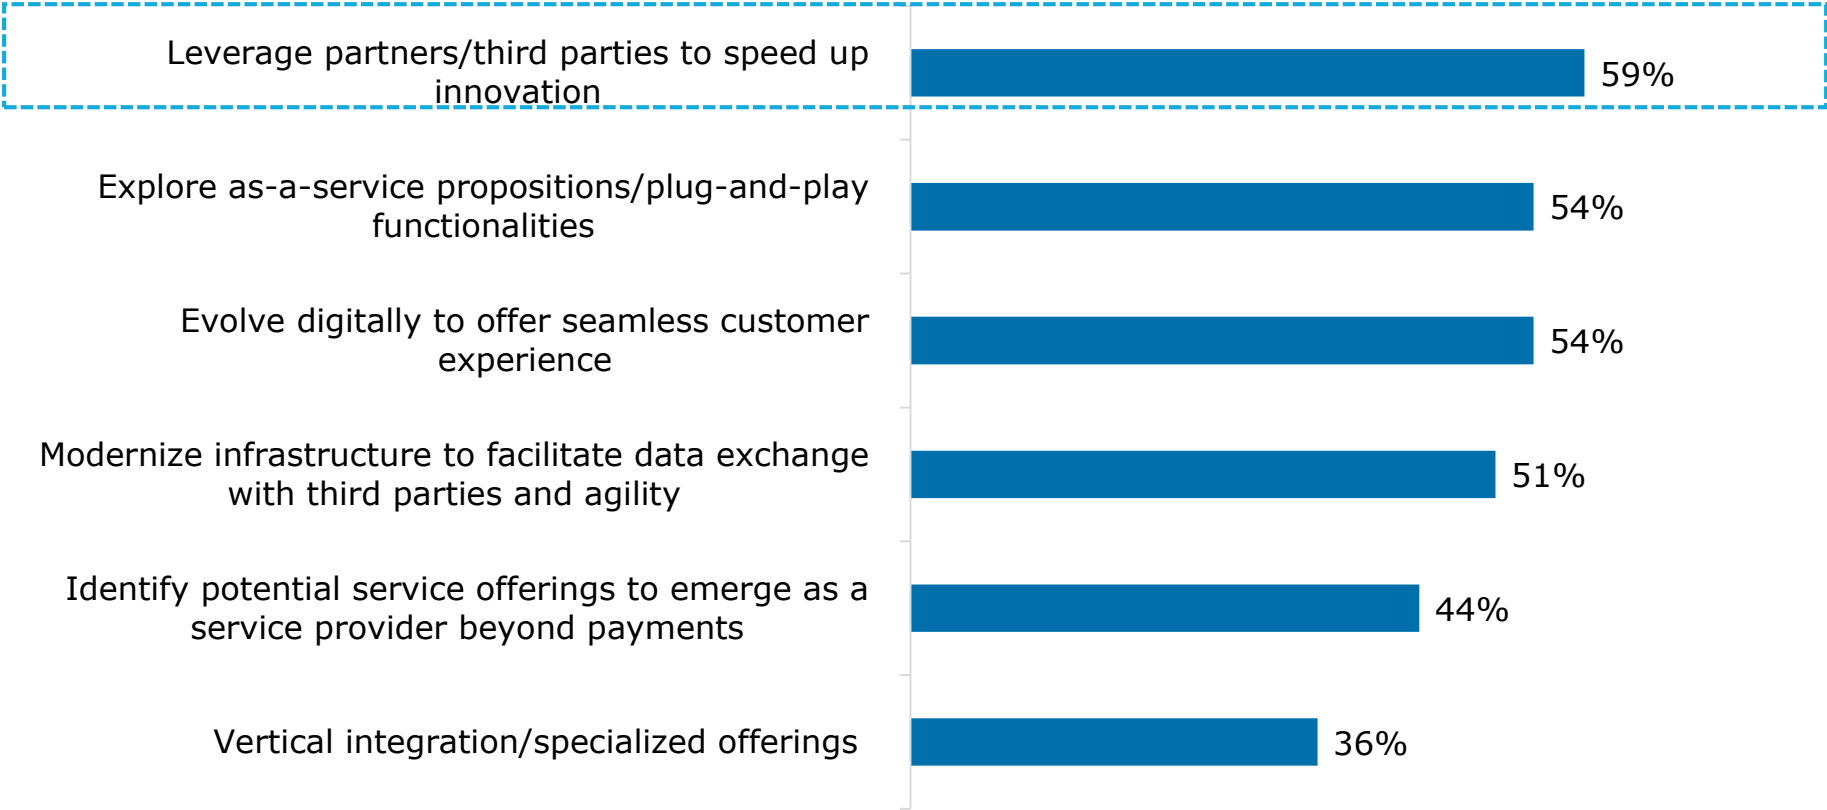 Leverage partners/third parties to speed up
innovation
59%
Explore as-a-service propositions/plug-and-play
functionalities
54%
Evolve digitally to offer seamless customer
experience
54%
Modernize infrastructure to facilitate data exchange
with third parties and agility
51%
Identify potential service offerings to emerge as a
service provider beyond payments
44%
Vertical integration/specialized offerings
36%